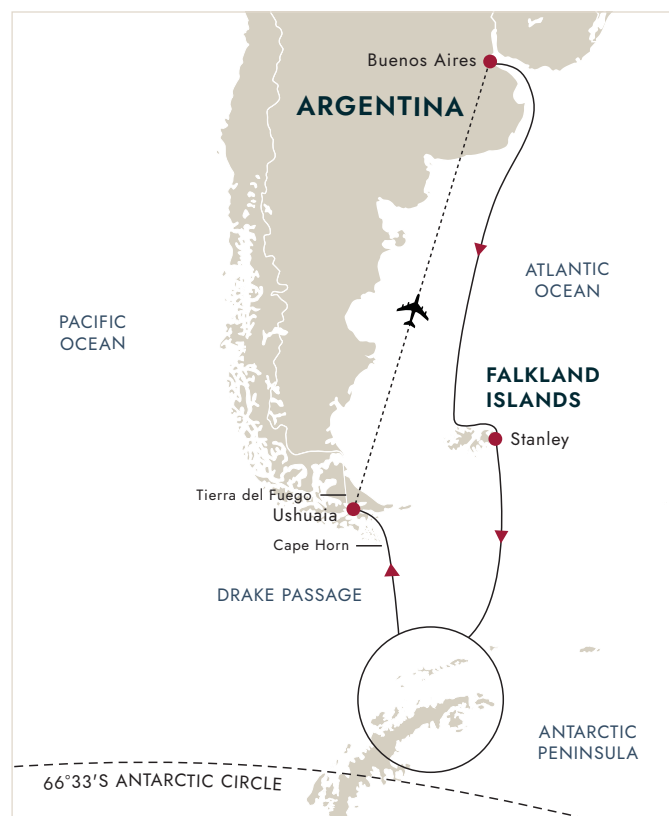 Buenos Aires
ARGENTINA
ATLANTIC
OCEAN
PACIFIC
OCEAN
FALKLAND
ISLANDS
Stanley
Tierra del Fuego
Ushuaia
Cape Horn
DRAKE PASSAGE
ANTARCTIC
PENINSULA
66°33'S ANTARCTIC CIRCLE